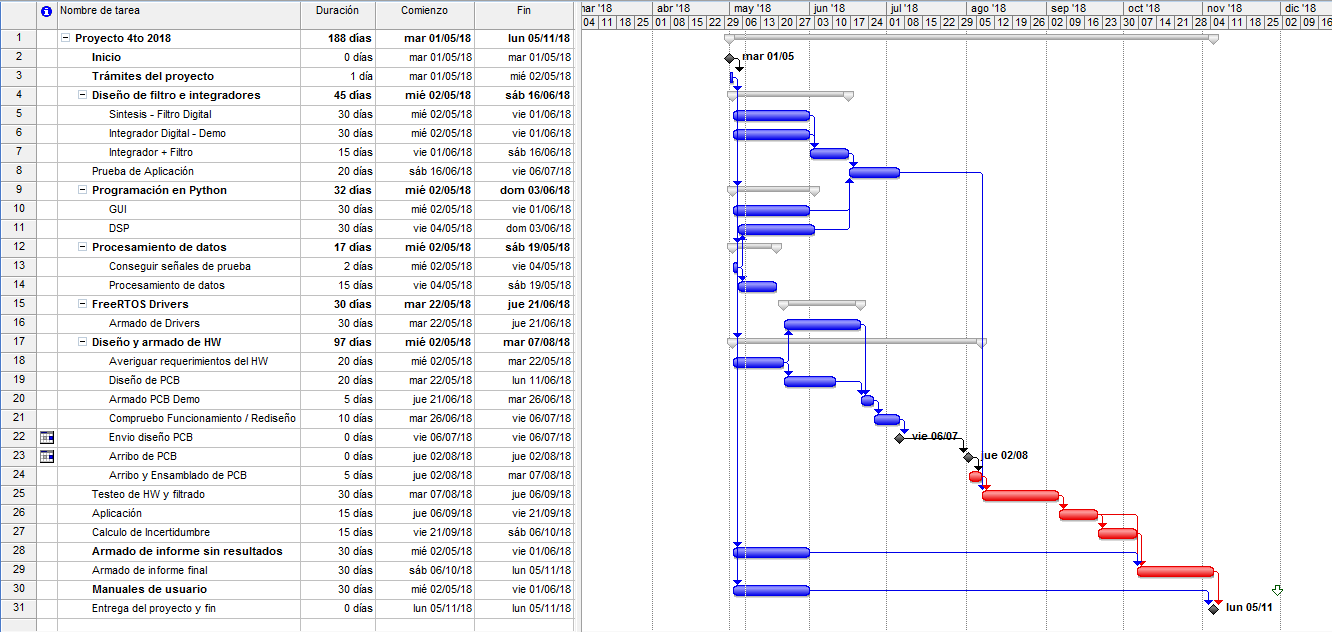 Nombre de tarea Duración Comienzo Fin mar '18 abr '18 may '18 jun '18 jul '18 ago '18 sep '18 oct '18 nov '18 dic '18
04 11 18 25 01 08 15 22 29 06 13 20 27 03 10 17 24 01 08 15 22 29 05 12 19 26 02 09 16 23 30 07 14 21 28 04 11 18 25 02 09 16
1 Proyecto 4to 2018 188 días mar 01/05/18 lun 05/11/18
2 Inicio 0 días mar 01/05/18 mar 01/05/18 mar 01/05
3 Trámites del proyecto 1 día mar 01/05/18 mié 02/05/18
4 Diseño de filtro e integradores 45 días mié 02/05/18 sáb 16/06/18
5 Sintesis - Filtro Digital 30 días mié 02/05/18 vie 01/06/18
6 Integrador Digital - Demo 30 días mié 02/05/18 vie 01/06/18
7 Integrador + Filtro 15 días vie 01/06/18 sáb 16/06/18
8 Prueba de Aplicación 20 días sáb 16/06/18 vie 06/07/18
9 Programación en Python 32 días mié 02/05/18 dom 03/06/18
10 GUI 30 días mié 02/05/18 vie 01/06/18
11 DSP 30 días vie 04/05/18 dom 03/06/18
12 Procesamiento de datos 17 días mié 02/05/18 sáb 19/05/18
13 Conseguir señales de prueba 2 días mié 02/05/18 vie 04/05/18
14 Procesamiento de datos 15 días vie 04/05/18 sáb 19/05/18
15 FreeRTOS Drivers 30 días mar 22/05/18 jue 21/06/18
16 Armado de Drivers 30 días mar 22/05/18 jue 21/06/18
17 Diseño y armado de HW 97 días mié 02/05/18 mar 07/08/18
18 Averiguar requerimientos del HW 20 días mié 02/05/18 mar 22/05/18
19 Diseño de PCB 20 días mar 22/05/18 lun 11/06/18
20 Armado PCB Demo 5 días jue 21/06/18 mar 26/06/18
21 Compruebo Funcionamiento / Rediseño 10 días mar 26/06/18 vie 06/07/18
22 Envio diseño PCB 0 días vie 06/07/18 vie 06/07/18 vie 06/07
23 Arribo de PCB 0 días jue 02/08/18 jue 02/08/18 jue 02/08
24 Arribo y Ensamblado de PCB 5 días jue 02/08/18 mar 07/08/18
25 Testeo de HW y filtrado 30 días mar 07/08/18 jue 06/09/18
26 Aplicación 15 días jue 06/09/18 vie 21/09/18
27 Calculo de Incertidumbre 15 días vie 21/09/18 sáb 06/10/18
28 Armado de informe sin resultados 30 días mié 02/05/18 vie 01/06/18
29 Armado de informe final 30 días sáb 06/10/18 lun 05/11/18
30 Manuales de usuario 30 días mié 02/05/18 vie 01/06/18
31 Entrega del proyecto y fin 0 días lun 05/11/18 lun 05/11/18 lun 05/11